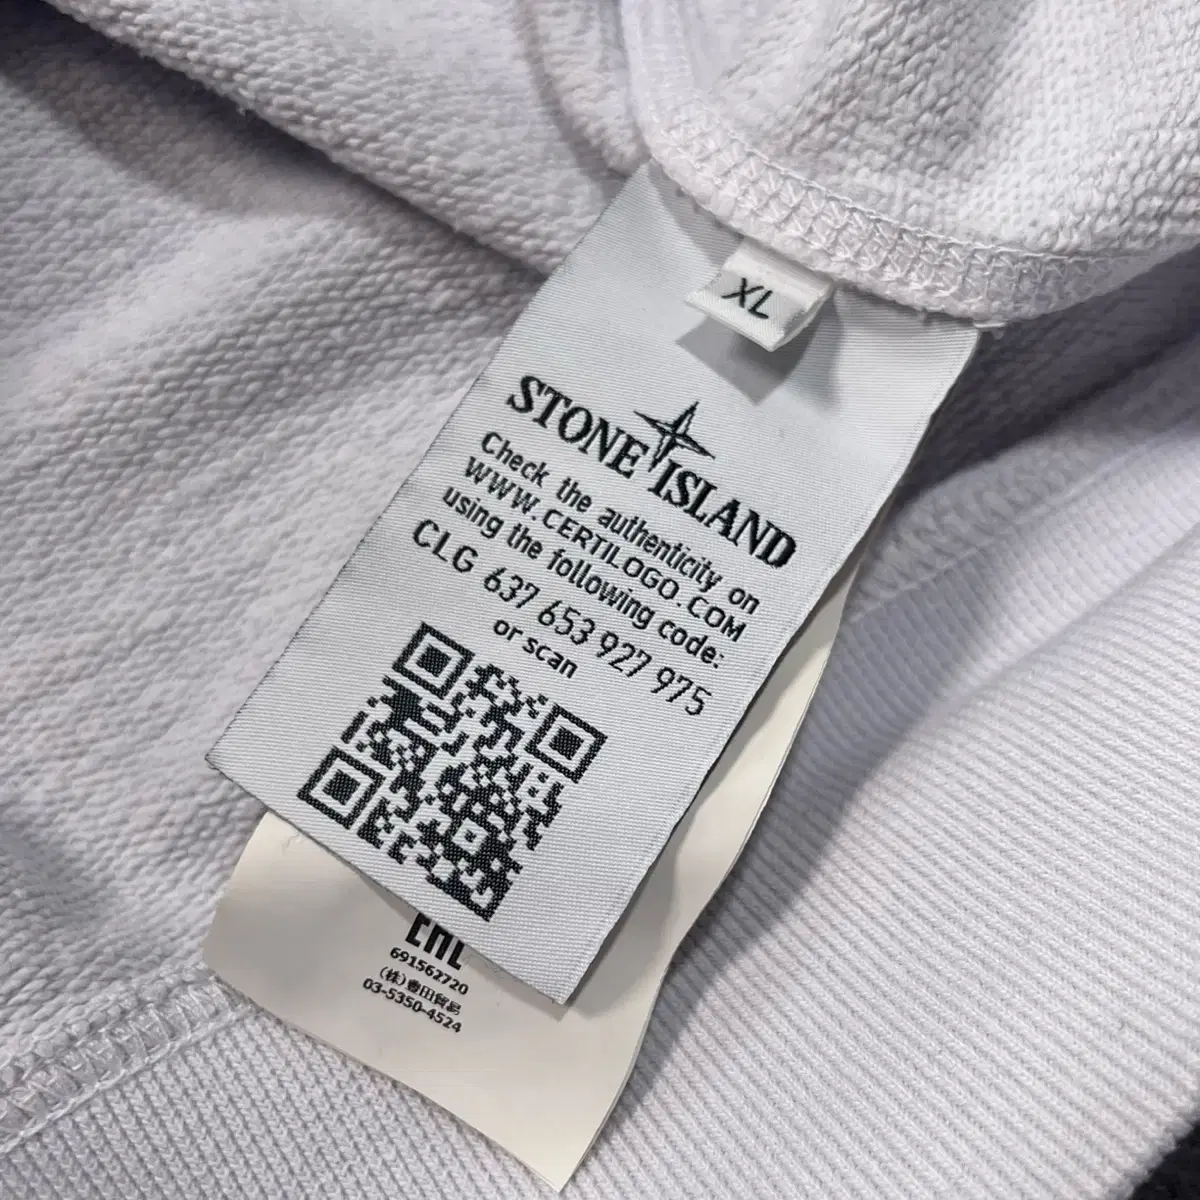 XL
STONE ISLAND
Check the authenticity on
WWW.CERTILOGO.COM
using the following code:
CLG 637 653 927 975
or scan
EAC
691562720
(株)豊田貿易
03-5350-4524